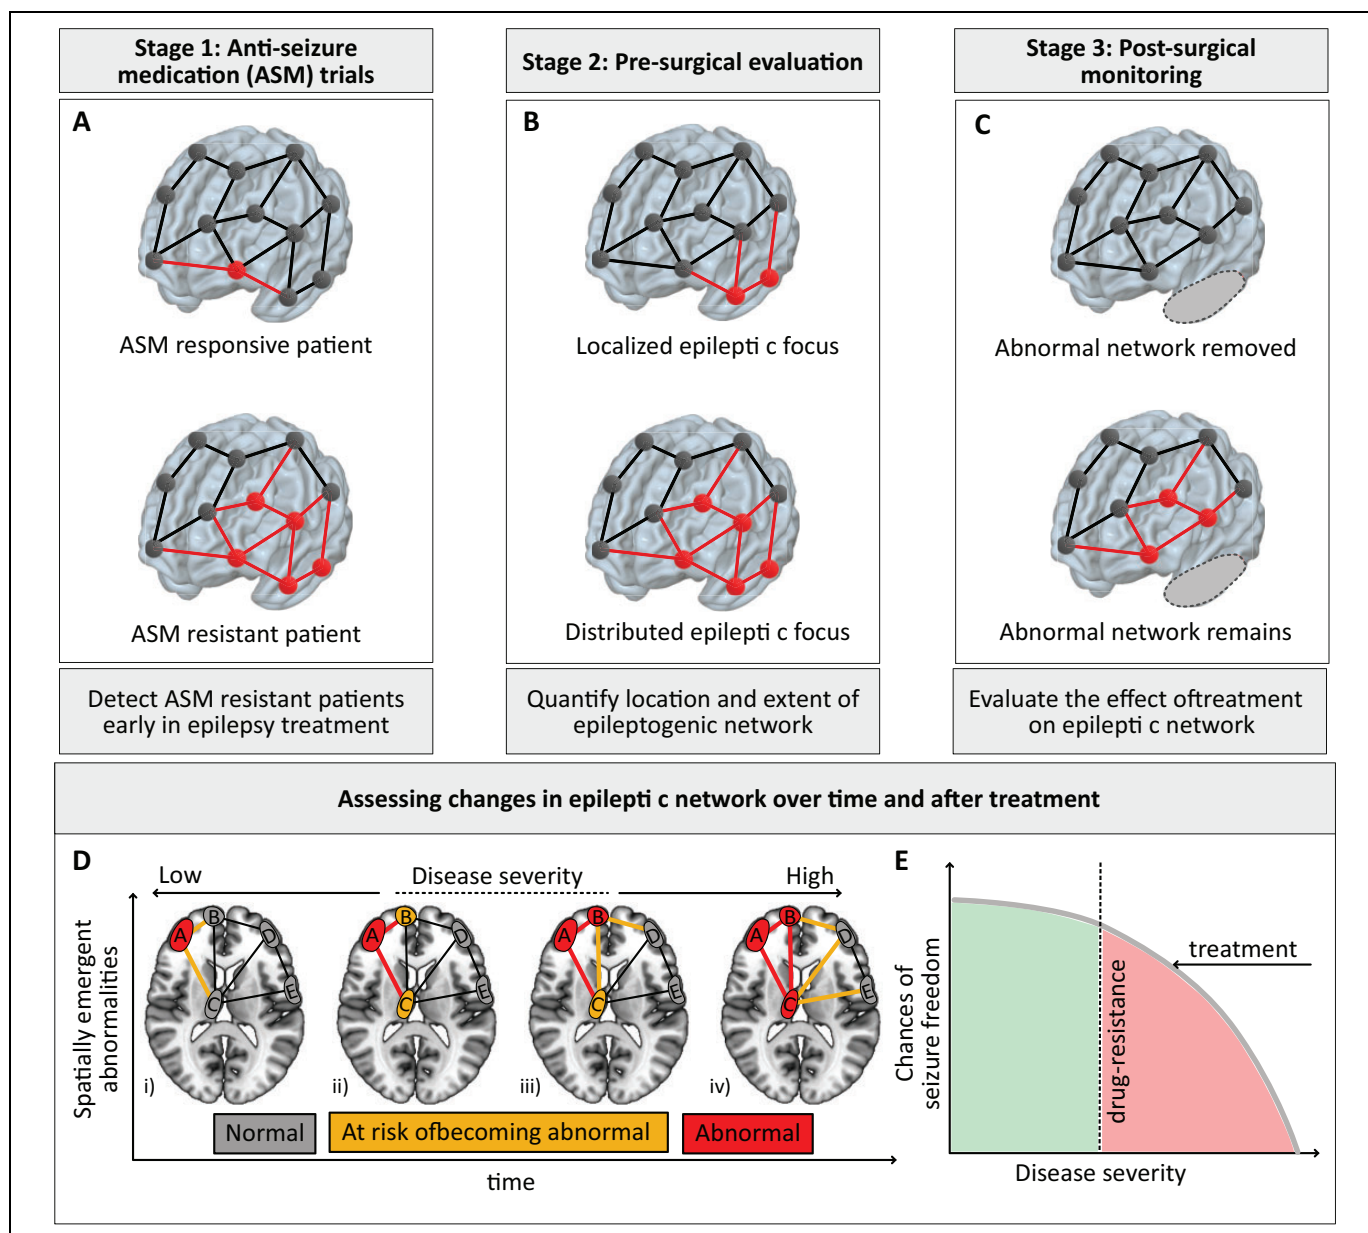 Stage 1: Anti-seizure
medication (ASM) trials
A
ASM responsive patient
ASM resistant patient
Detect ASM resistant patients
early in epilepsy treatment
Stage 2: Pre-surgical evaluation
B
Localized epilepti c focus
Distributed epilepti c focus
Quantify location and extent of
epileptogenic network
Stage 3: Post-surgical
monitoring
C
Abnormal network removed
Abnormal network remains
Evaluate the effect oftreatment
on epilepti c network
Assessing changes in epilepti c network over time and after treatment
D
Low
Disease severity
High
Spatially emergent
abnormalities
A
B
C
D
E
i)
A
B
C
D
E
ii)
A
B
C
D
E
iii)
A
B
C
D
E
iv)
Normal
At risk ofbecoming abnormal
Abnormal
time
E
Chances of
seizure freedom
drug-resistance
treatment
Disease severity